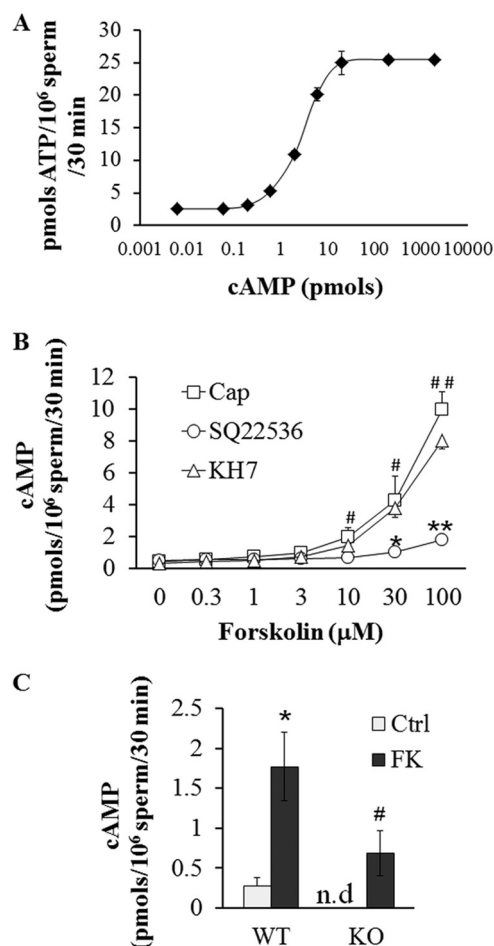 A
pmols ATP/10⁶ sperm
/30 min
30
25
20
15
10
5
0
0.001 0.01 0.1 1 10 100 1000 10000
cAMP (pmols)
B
cAMP
(pmols/10⁶ sperm/30 min)
12
10
8
6
4
2
0
Cap
SQ22536
KH7
# #
#
#
**
*
0 0.3 1 3 10 30 100
Forskolin (µM)
C
cAMP
(pmols/10⁶ sperm/30 min)
2.5
2
1.5
1
0.5
0
Ctrl
FK
*
#
n.d
WT KO